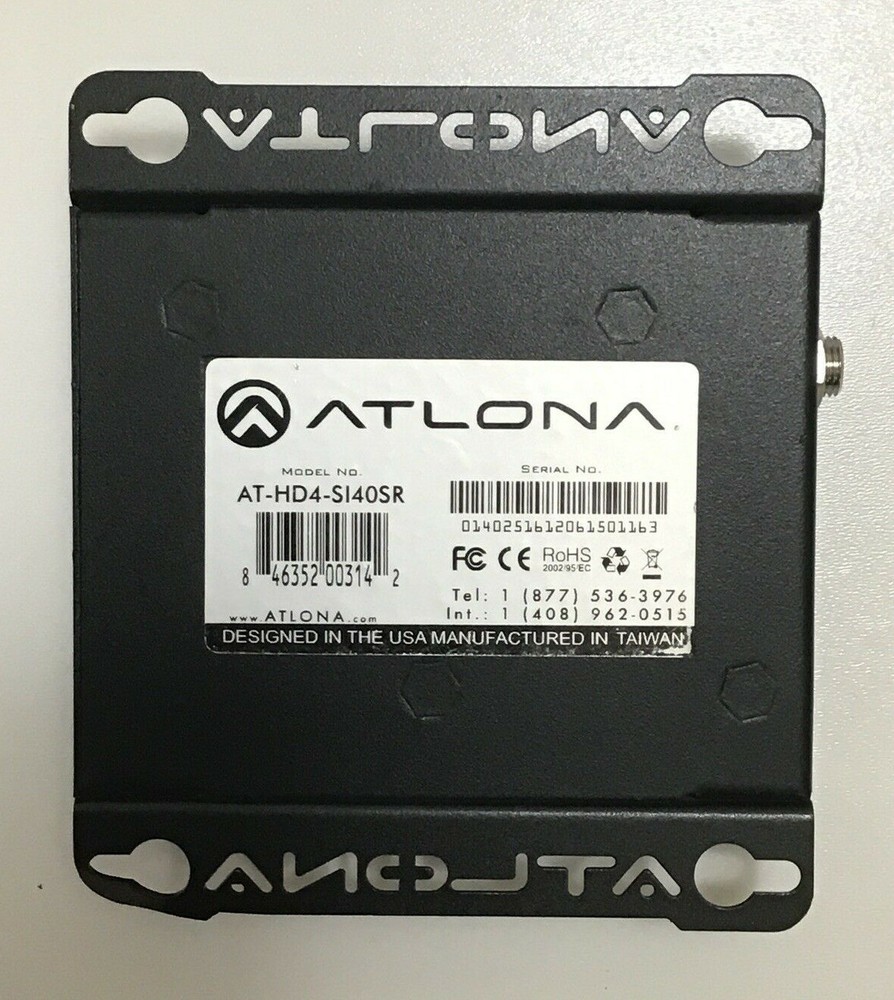 ATLONA
ATLONA
MODEL NO.
AT-HD4-SI40SR
8 46352 00314 2
www.ATLONA.com
SERIAL NO.
0140251612061501163
FC CE RoHS
2002/95/EC
Tel: 1 (877) 536-3976
Int.: 1 (408) 962-0515
DESIGNED IN THE USA MANUFACTURED IN TAIWAN
ATLONA